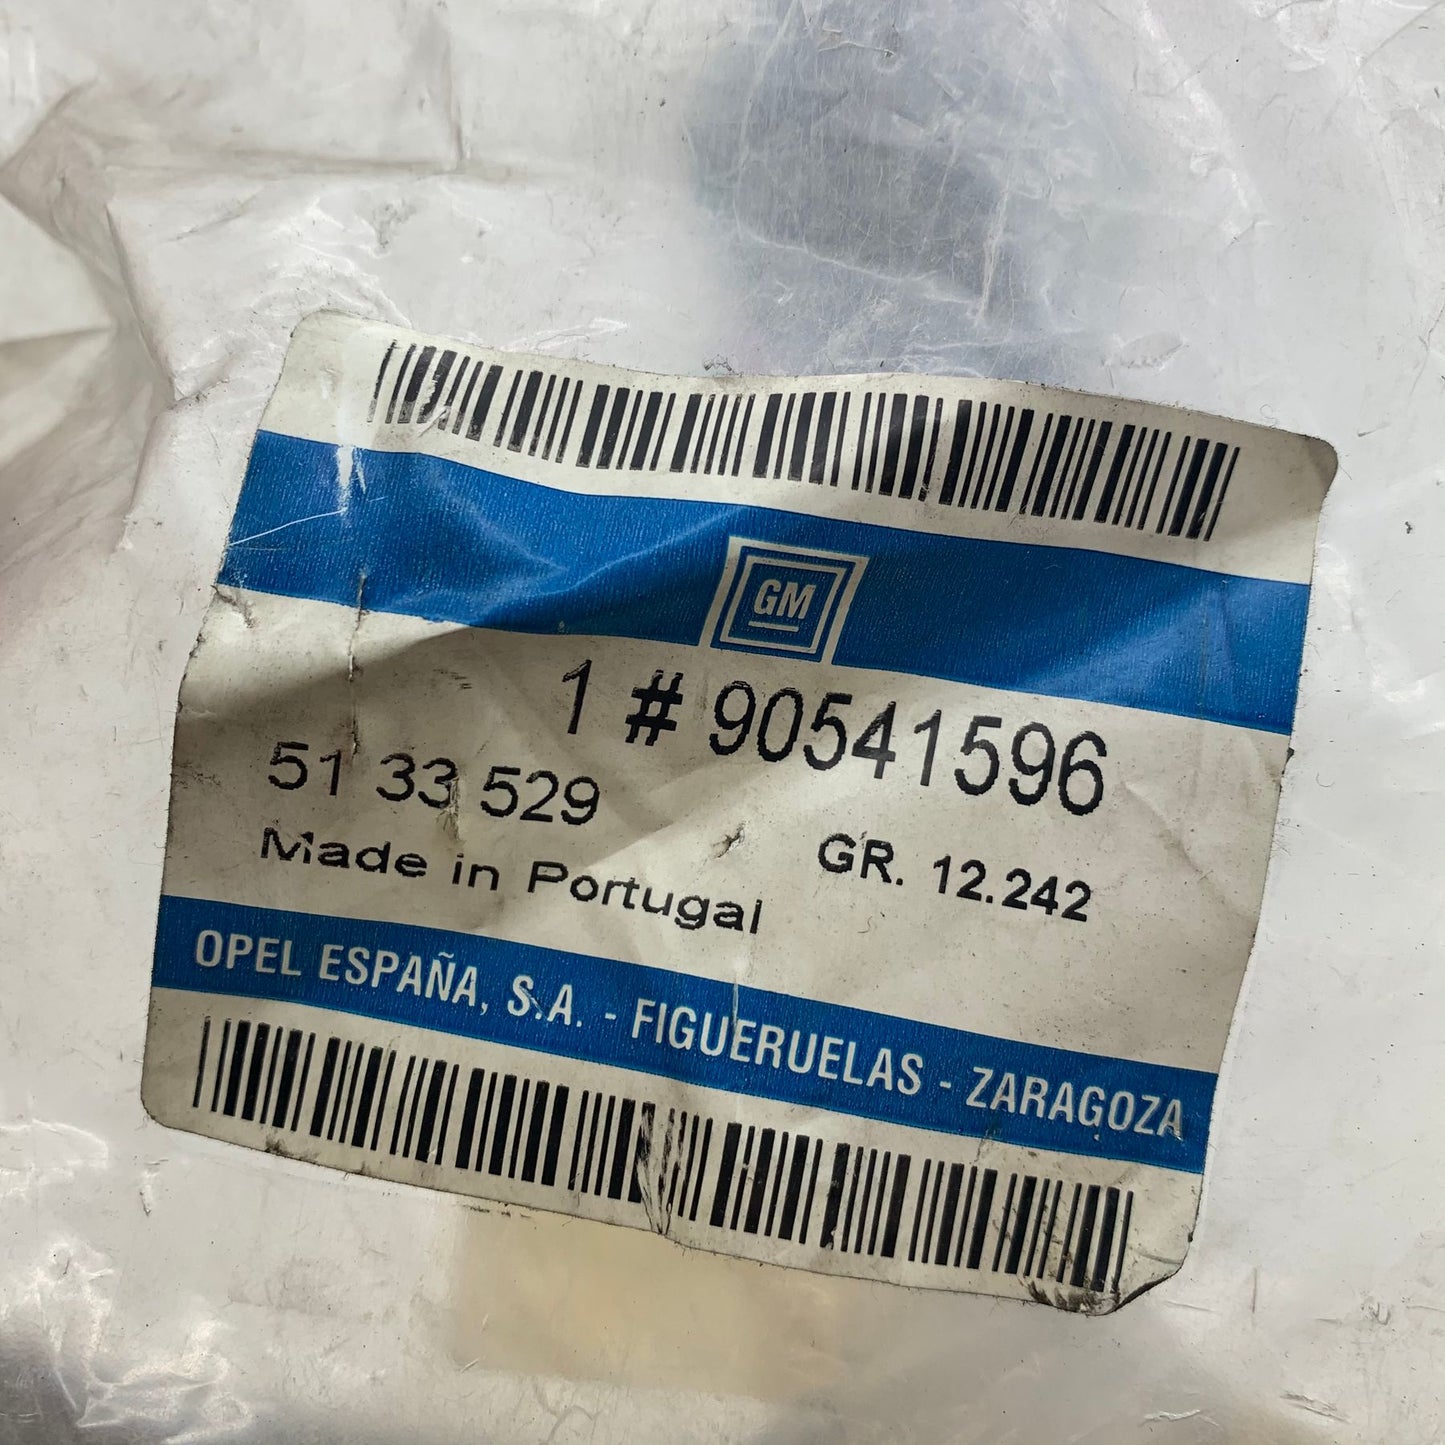 GM
1 # 90541596
51 33 529
Made in Portugal
GR. 12.242
OPEL ESPAÑA, S.A. - FIGUERUELAS - ZARAGOZA